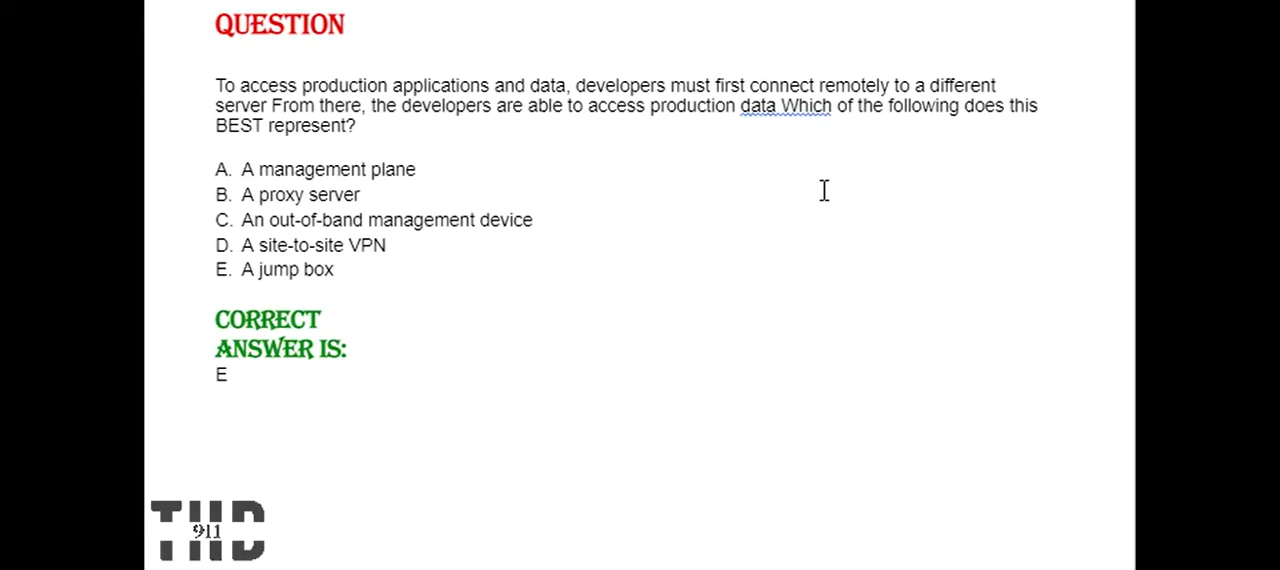 QUESTION
To access production applications and data, developers must first connect remotely to a different
server From there, the developers are able to access production data Which of the following does this
BEST represent?
A. A management plane
B. A proxy server
C. An out-of-band management device
D. A site-to-site VPN
E. A jump box
CORRECT
ANSWER IS:
E
THD
911